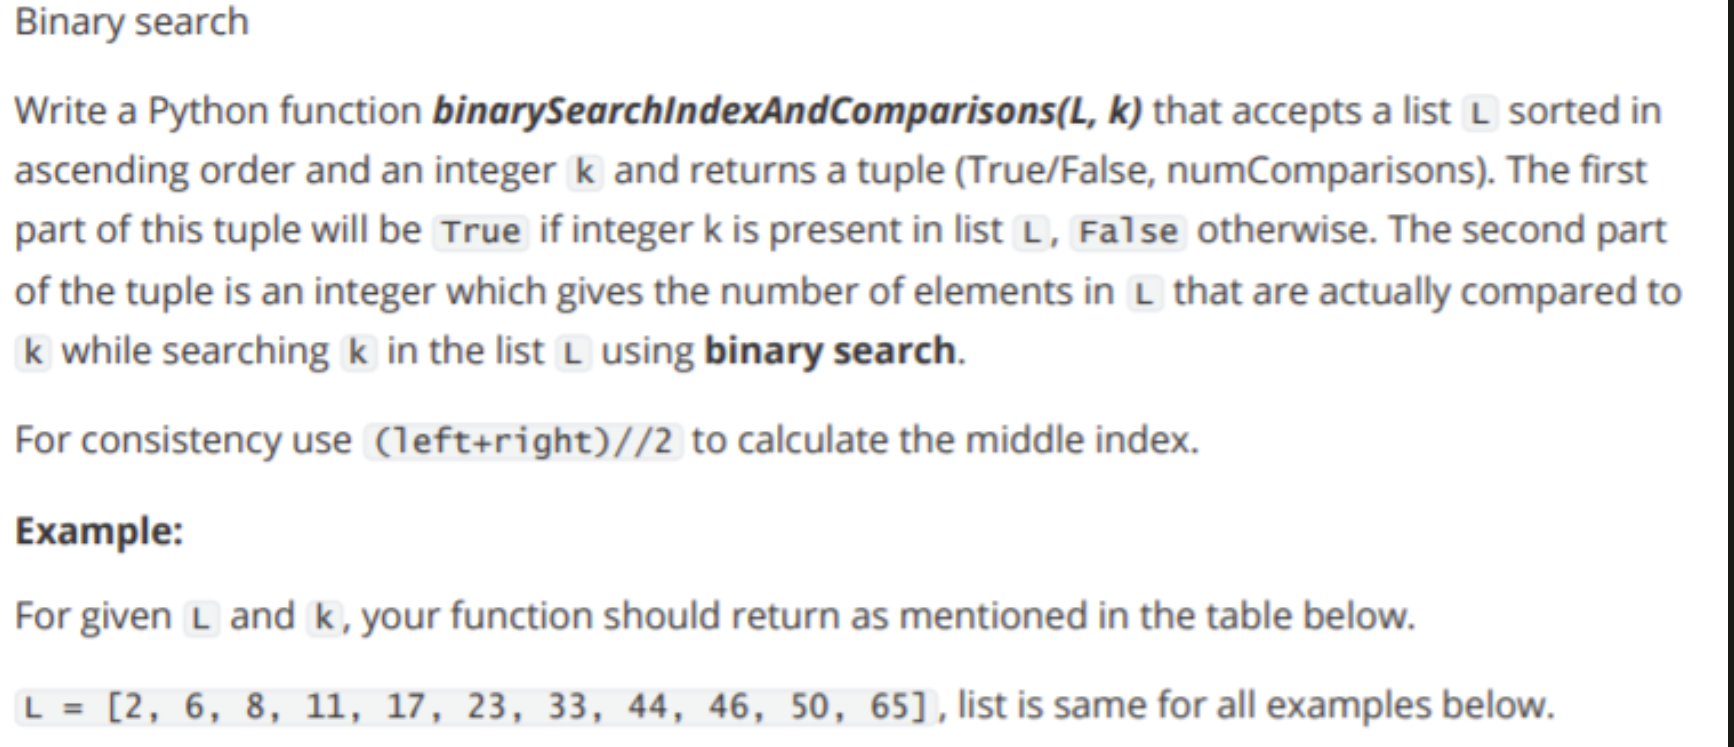 Binary search
Write a Python function binarySearchIndexAndComparisons(L, k) that accepts a list L sorted in
ascending order and an integer k and returns a tuple (True/False, numComparisons). The first
part of this tuple will be True if integer k is present in list L, False otherwise. The second part
of the tuple is an integer which gives the number of elements in L that are actually compared to
k while searching k in the list L using binary search.
For consistency use (left+right)//2 to calculate the middle index.
Example:
For given L and k, your function should return as mentioned in the table below.
L = [2, 6, 8, 11, 17, 23, 33, 44, 46, 50, 65], list is same for all examples below.